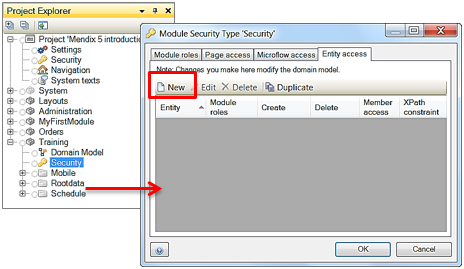 Project Explorer
Project 'Mendix 5 introduction
Settings
Security
Navigation
System texts
System
Layouts
Administration
MyFirstModule
Orders
Training
Domain Model
Security
Mobile
Rootdata
Schedule
Module Security Type 'Security'
Module roles Page access Microflow access Entity access
Note: Changes you make here modify the domain model.
New Edit Delete Duplicate
Entity Module roles Create Delete Member access XPath constraint
OK Cancel